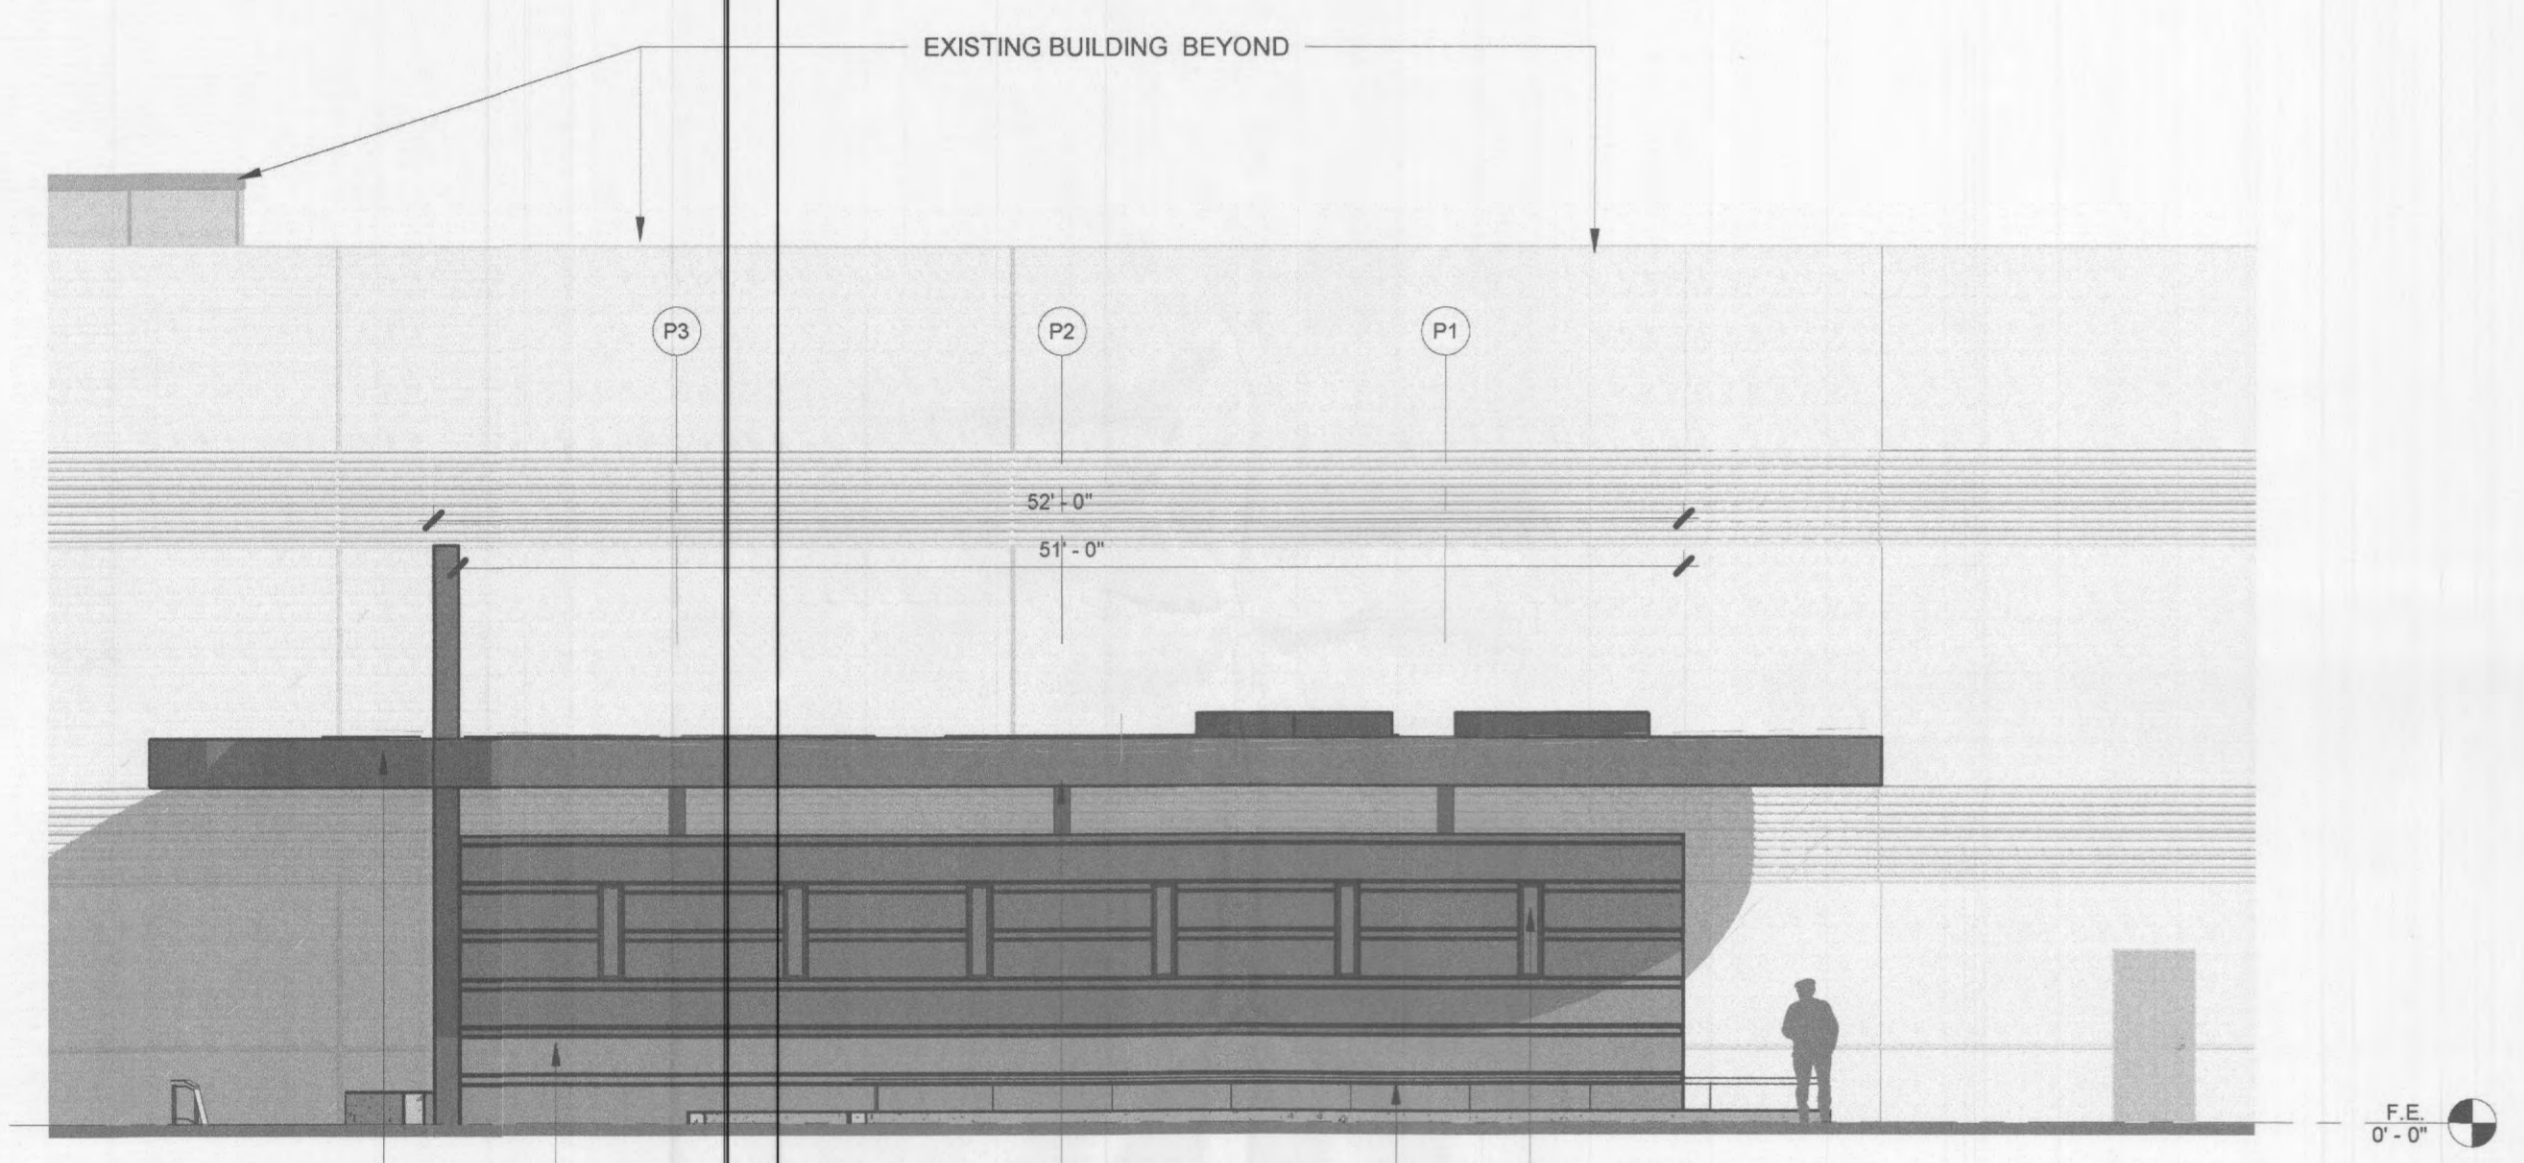 EXISTING BUILDING BEYOND
P3
P2
P1
52' - 0"
51' - 0"
F.E.
0' - 0"